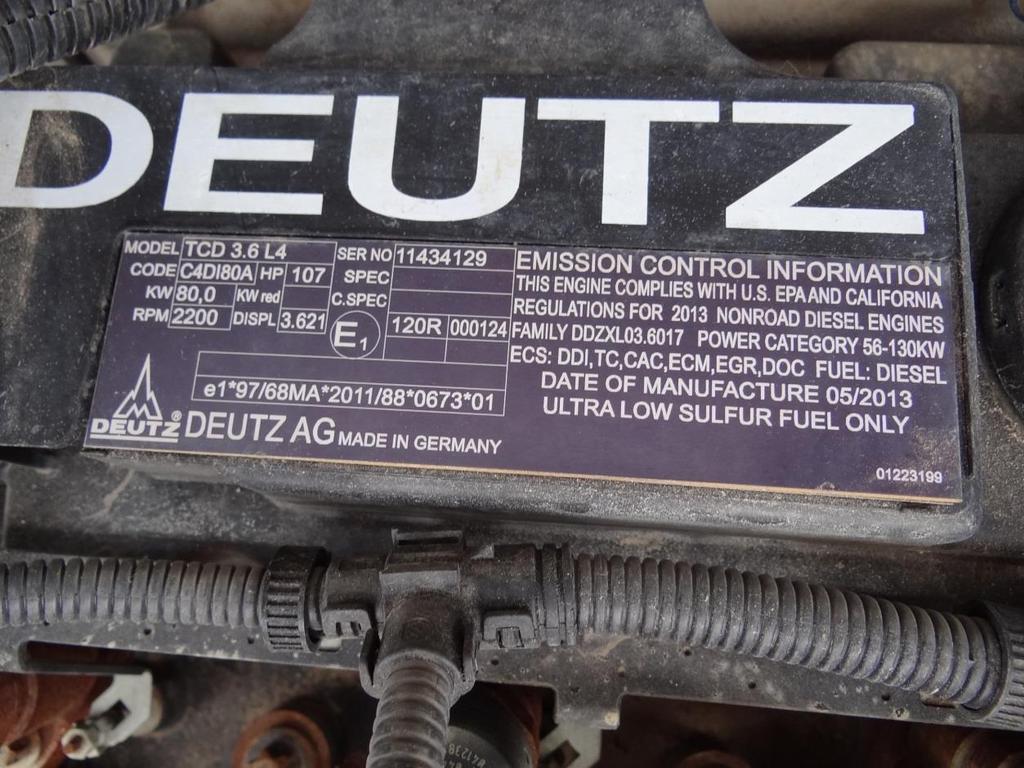 DEUTZ
MODEL TCD 3.6 L4
CODE C4DI80A HP 107
KW 80,0 KW red
RPM 2200 DISPL 3.621
SER NO 11434129
SPEC
C.SPEC
E1 120R 000124
e1*97/68MA*2011/88*0673*01
DEUTZ® DEUTZ AG MADE IN GERMANY
EMISSION CONTROL INFORMATION
THIS ENGINE COMPLIES WITH U.S. EPA AND CALIFORNIA
REGULATIONS FOR 2013 NONROAD DIESEL ENGINES
FAMILY DDZXL03.6017 POWER CATEGORY 56-130KW
ECS: DDI,TC,CAC,ECM,EGR,DOC FUEL: DIESEL
DATE OF MANUFACTURE 05/2013
ULTRA LOW SULFUR FUEL ONLY
01223199